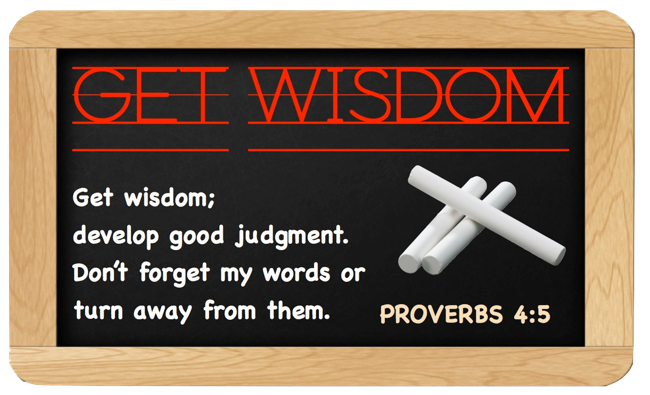 GET WISDOM
Get wisdom;
develop good judgment.
Don't forget my words or
turn away from them.
PROVERBS 4:5